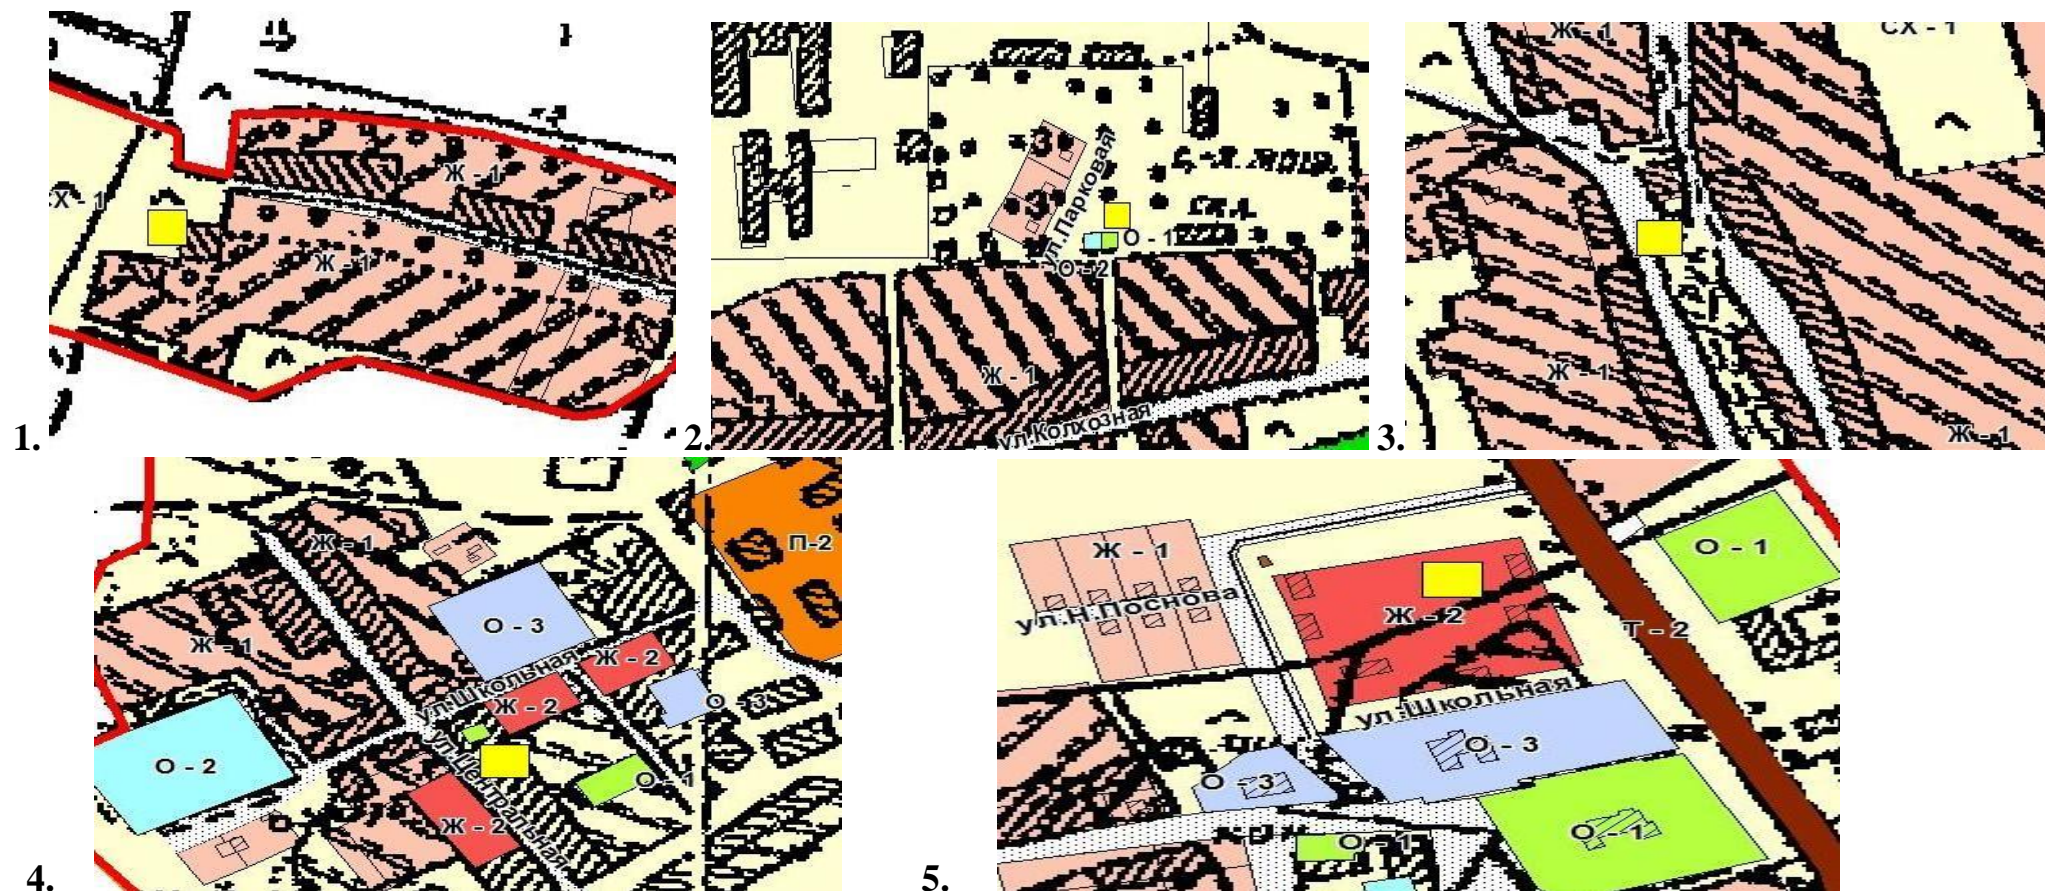 Ж - 1
Х - 1
Ж - 1
1.
ул.Парковая
О - 1
О - 2
Ж - 1
ул.Колхозная
2.
Ж - 1
СХ - 1
Ж - 1
Ж - 1
3.
Ж - 1
П-2
О - 3
Ж - 1
Ж - 2
ул.Школьная
Ж - 2
О - 3
О - 2
О - 1
ул.Центральная
Ж - 2
4.
Ж - 1
О - 1
ул.Н.Поснова
Ж - 2
Т - 2
ул.Школьная
О - 3
О - 3
О - 1
О - 1
5.